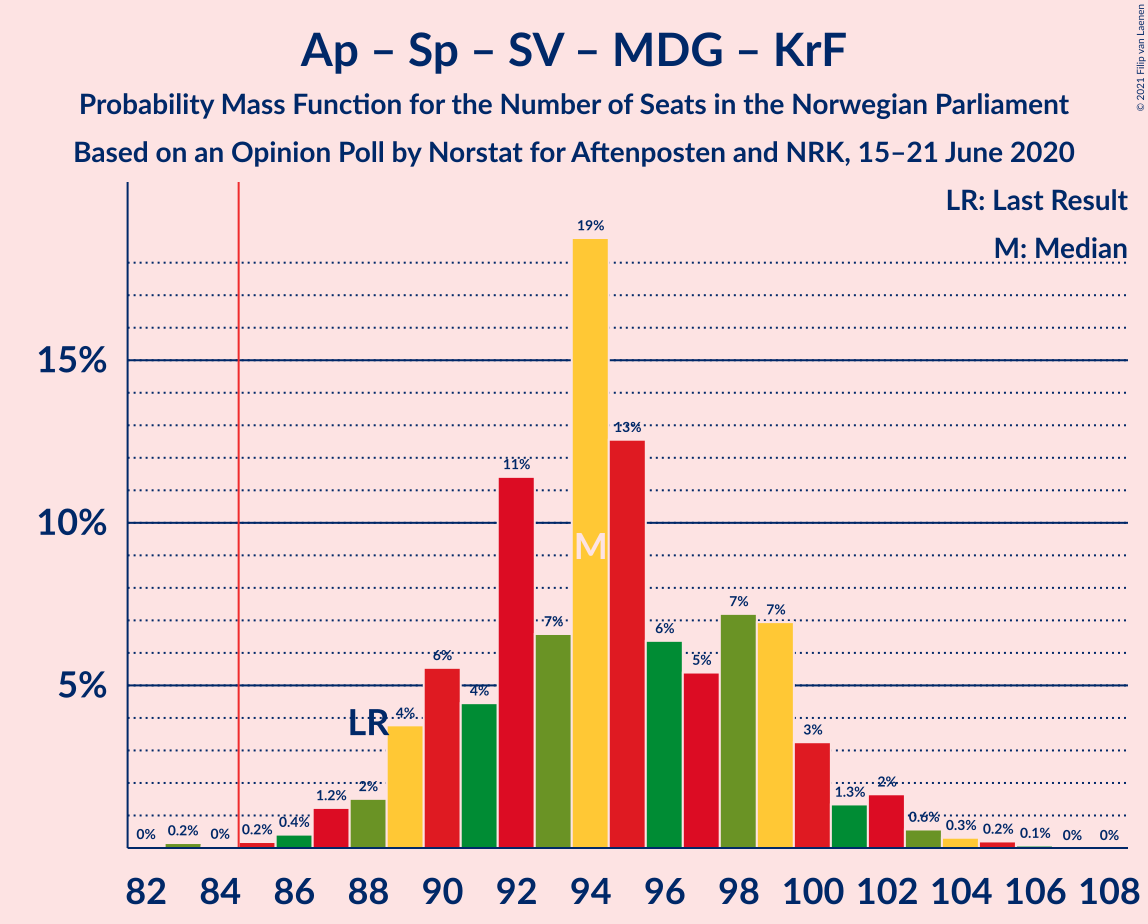 Ap – Sp – SV – MDG – KrF
Probability Mass Function for the Number of Seats in the Norwegian Parliament
Based on an Opinion Poll by Norstat for Aftenposten and NRK, 15–21 June 2020
© 2021 Filip van Laenen
LR: Last Result
M: Median
15%
10%
5%
0% 0.2% 0% 0.2% 0.4% 1.2% 2% 4% 6% 4% 11% 7% 19% 13% 6% 5% 7% 7% 3% 1.3% 2% 0.6% 0.3% 0.2% 0.1% 0% 0%
LR
M
82 84 86 88 90 92 94 96 98 100 102 104 106 108